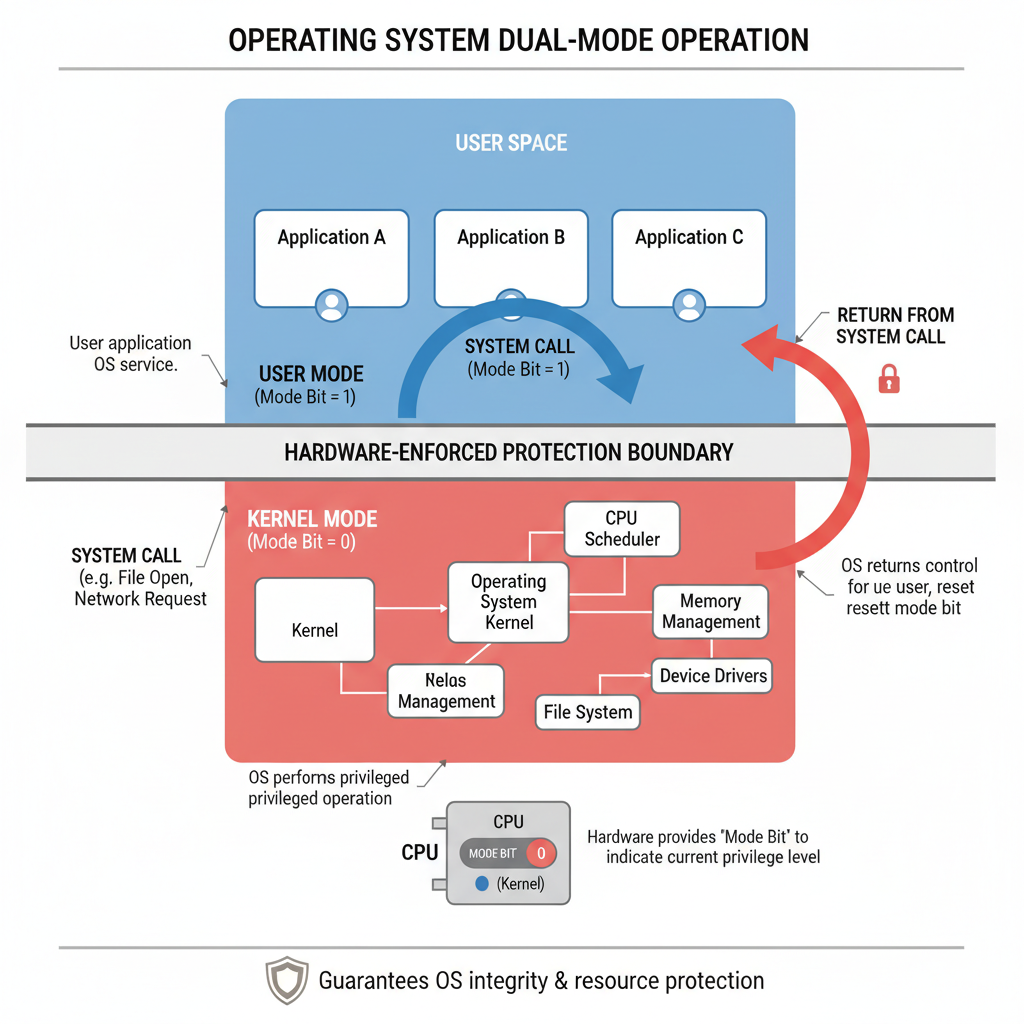 OPERATING SYSTEM DUAL-MODE OPERATION
USER SPACE
Application A
Application B
Application C
User application
OS service.
USER MODE
(Mode Bit = 1)
SYSTEM CALL
(Mode Bit = 1)
RETURN FROM
SYSTEM CALL
HARDWARE-ENFORCED PROTECTION BOUNDARY
KERNEL MODE
(Mode Bit = 0)
SYSTEM CALL
(e.g. File Open,
Network Request
CPU
Scheduler
Operating
System
Kernel
Kernel
Memory
Management
Relas
Management
Device Drivers
File System
OS returns control
for ue user, reset
resett mode bit
OS performs privileged
privileged operation
CPU
CPU
MODE BIT 0
(Kernel)
Hardware provides "Mode Bit" to
indicate current privilege level
Guarantees OS integrity & resource protection